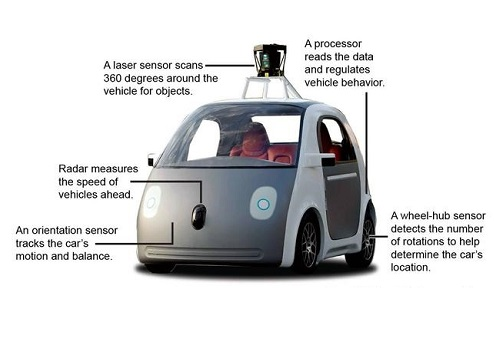 A laser sensor scans
360 degrees around the
vehicle for objects.
A processor
reads the data
and regulates
vehicle behavior.
Radar measures
the speed of
vehicles ahead.
An orientation sensor
tracks the car's
motion and balance.
A wheel-hub sensor
detects the number
of rotations to help
determine the car's
location.